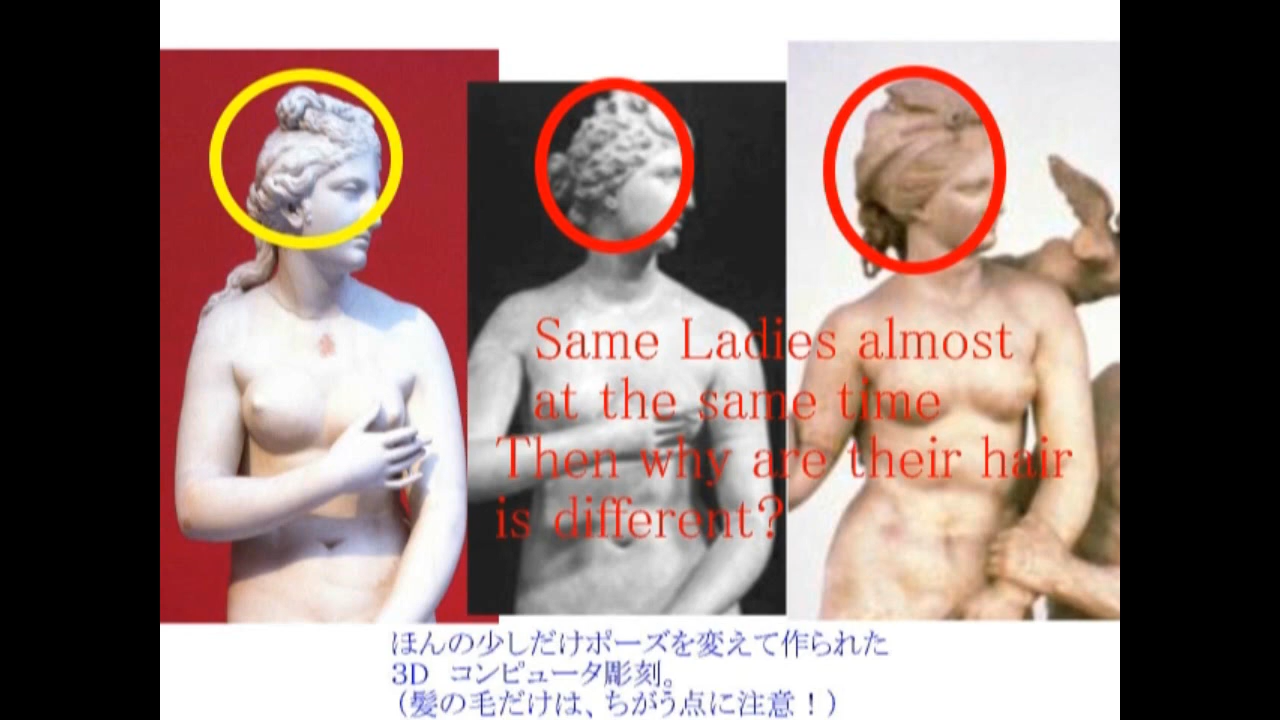 Same Ladies almost
at the same time
Then why are their hair
is different?
ほんの少しだけポーズを変えて作られた
3D　コンピュータ彫刻。
（髪の毛だけは、ちがう点に注意！）